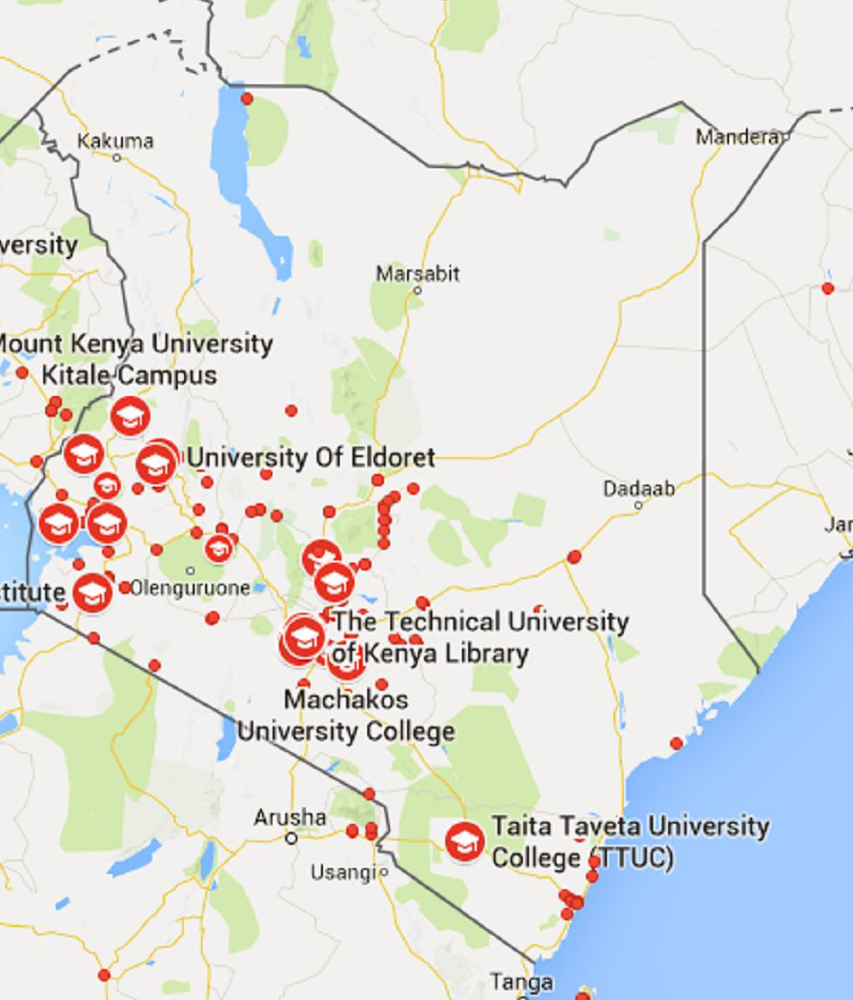 Kakuma
Mandera
versity
Marsabit
Mount Kenya University
Kitale Campus
University Of Eldoret
Dadaab
Jar
stitute
Olenguruone
The Technical University
of Kenya Library
Machakos
University College
Arusha
Taita Taveta University
College (TTUC)
Usangi
Tanga